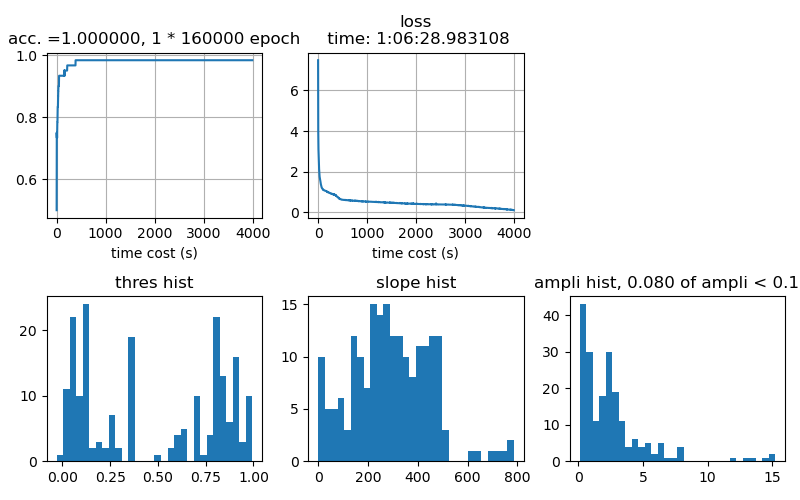 acc. =1.000000, 1 * 160000 epoch
1.0
0.8
0.6
0 1000 2000 3000 4000
time cost (s)
loss
time: 1:06:28.983108
6
4
2
0
0 1000 2000 3000 4000
time cost (s)
thres hist
20
10
0
0.00 0.25 0.50 0.75 1.00
slope hist
15
10
5
0
0 200 400 600 800
ampli hist, 0.080 of ampli < 0.1
40
30
20
10
0
0 5 10 15